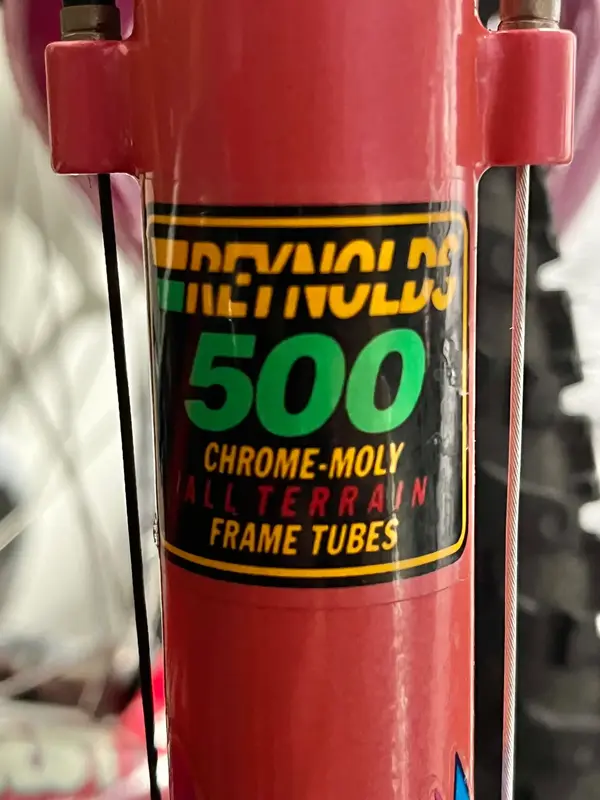 REYNOLDS
500
CHROME-MOLY
ALL TERRAIN
FRAME TUBES